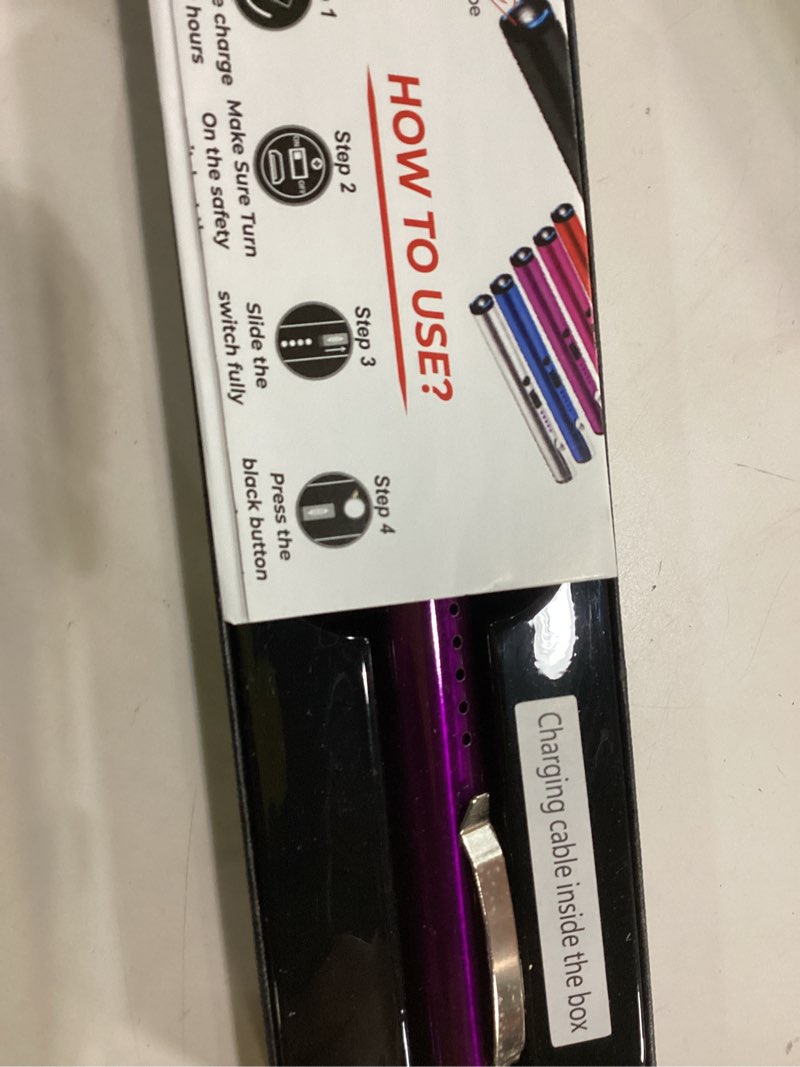 HOW TO USE?
1
e charge
hours
Step 2
Make Sure Turn
On the safety
Step 3
Slide the
switch fully
Step 4
Press the
black button
Charging cable inside the box